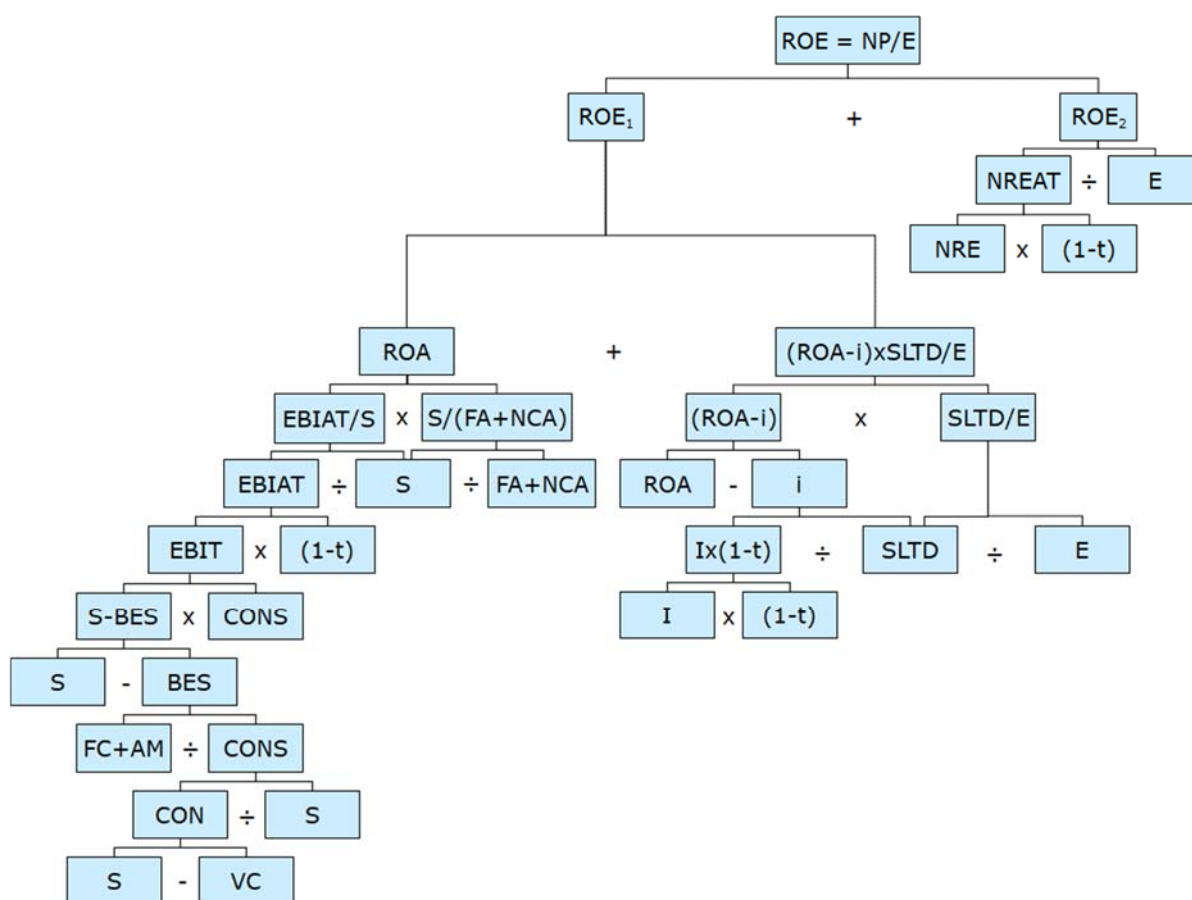 ROE = NP/E
ROE₁ + ROE₂
NREAT ÷ E
NRE x (1-t)
ROA + (ROA-i)xSLTD/E
EBIAT/S x S/(FA+NCA) (ROA-i) x SLTD/E
EBIAT ÷ S ÷ FA+NCA ROA - i
EBIT x (1-t) Ix(1-t) ÷ SLTD ÷ E
S-BES x CONS I x (1-t)
S - BES
FC+AM ÷ CONS
CON ÷ S
S - VC